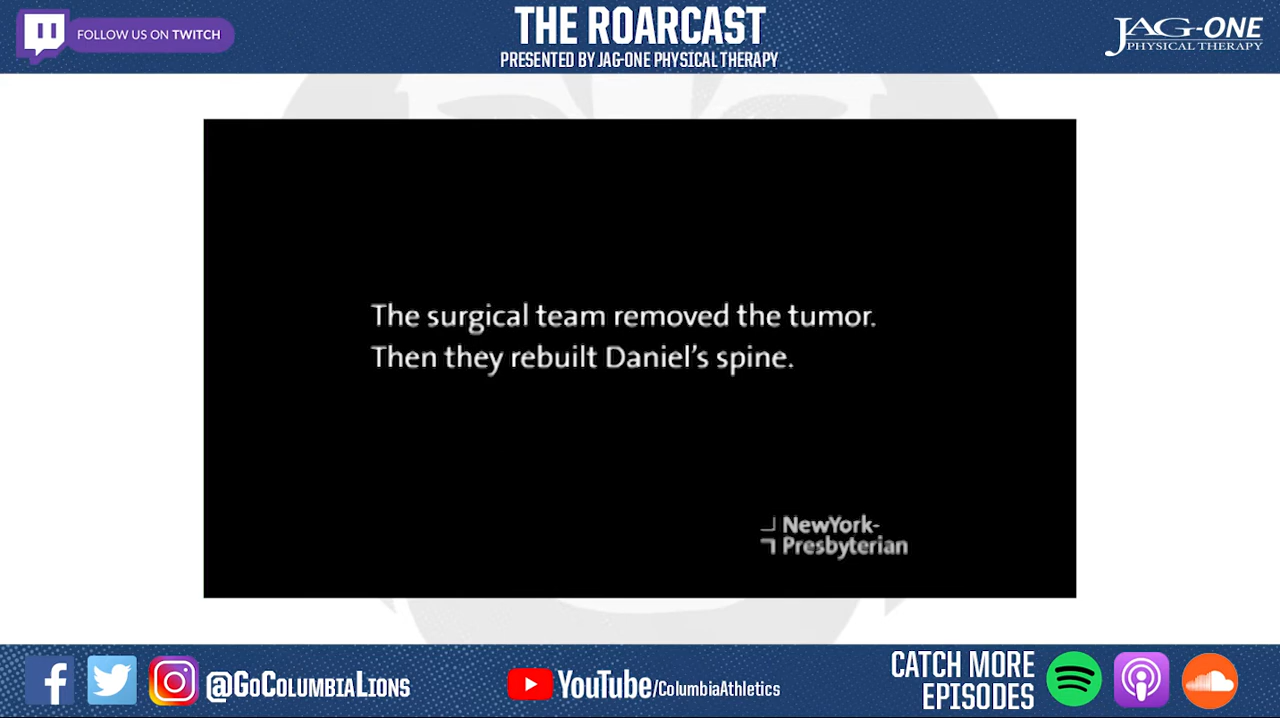 FOLLOW US ON TWITCH
THE ROARCAST
PRESENTED BY JAG-ONE PHYSICAL THERAPY
JAG-ONE
PHYSICAL THERAPY
The surgical team removed the tumor.
Then they rebuilt Daniel's spine.
NewYork-
Presbyterian
@GoColumbiaLions
YouTube/ColumbiaAthletics
CATCH MORE
EPISODES